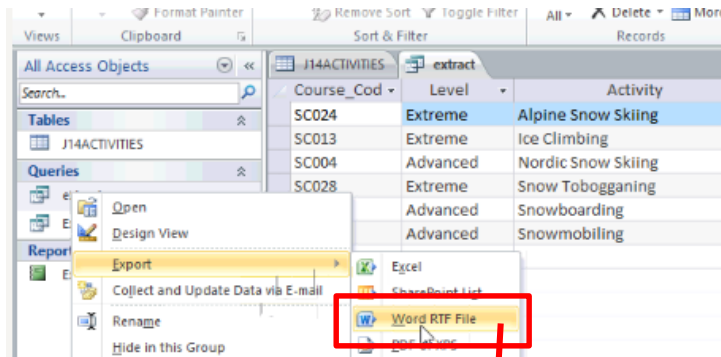 Format Painter
Remove Sort Toggle Filter
All Delete More
Views Clipboard Sort & Filter Records
All Access Objects
J14ACTIVITIES extract
Search...
Course_Cod Level Activity
Tables
J14ACTIVITIES
Queries
SC024 Extreme Alpine Snow Skiing
SC013 Extreme Ice Climbing
SC004 Advanced Nordic Snow Skiing
SC028 Extreme Snow Tobogganing
Advanced Snowboarding
Advanced Snowmobiling
Open
Design View
Export
Collect and Update Data via E-mail
Rename
Hide in this Group
Excel
SharePoint List
Word RTF File